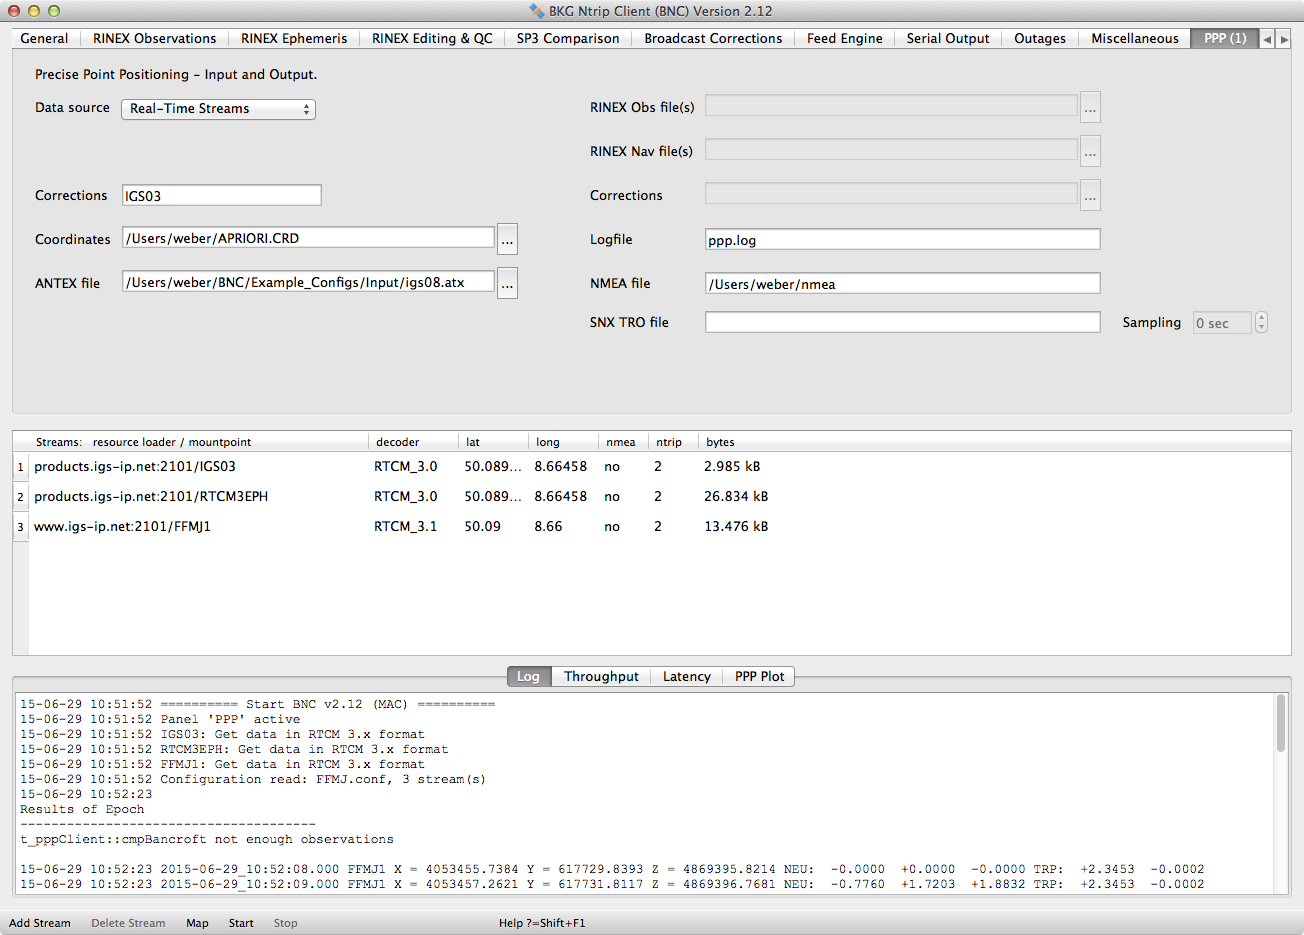 BKG Ntrip Client (BNC) Version 2.12
General RINEX Observations RINEX Ephemeris RINEX Editing & QC SP3 Comparison Broadcast Corrections Feed Engine Serial Output Outages Miscellaneous PPP (1)
Precise Point Positioning - Input and Output.
Data source Real-Time Streams RINEX Obs file(s) ...
RINEX Nav file(s) ...
Corrections IGS03 Corrections ...
Coordinates /Users/weber/APRIORI.CRD ... Logfile ppp.log
ANTEX file /Users/weber/BNC/Example_Configs/Input/igs08.atx ... NMEA file /Users/weber/nmea
SNX TRO file Sampling 0 sec
Streams: resource loader / mountpoint decoder lat long nmea ntrip bytes
1 products.igs-ip.net:2101/IGS03 RTCM_3.0 50.089... 8.66458 no 2 2.985 kB
2 products.igs-ip.net:2101/RTCM3EPH RTCM_3.0 50.089... 8.66458 no 2 26.834 kB
3 www.igs-ip.net:2101/FFMJ1 RTCM_3.1 50.09 8.66 no 2 13.476 kB
Log Throughput Latency PPP Plot
15-06-29 10:51:52 ========== Start BNC v2.12 (MAC) ==========
15-06-29 10:51:52 Panel 'PPP' active
15-06-29 10:51:52 IGS03: Get data in RTCM 3.x format
15-06-29 10:51:52 RTCM3EPH: Get data in RTCM 3.x format
15-06-29 10:51:52 FFMJ1: Get data in RTCM 3.x format
15-06-29 10:51:52 Configuration read: FFMJ.conf, 3 stream(s)
15-06-29 10:52:23
Results of Epoch
--------------------------------------
t_pppClient::cmpBancroft not enough observations
15-06-29 10:52:23 2015-06-29_10:52:08.000 FFMJ1 X = 4053455.7384 Y = 617729.8393 Z = 4869395.8214 NEU: -0.0000 +0.0000 -0.0000 TRP: +2.3453 -0.0002
15-06-29 10:52:23 2015-06-29_10:52:09.000 FFMJ1 X = 4053457.2621 Y = 617731.8117 Z = 4869396.7681 NEU: -0.7760 +1.7203 +1.8832 TRP: +2.3453 -0.0002
Add Stream Delete Stream Map Start Stop Help ?=Shift+F1